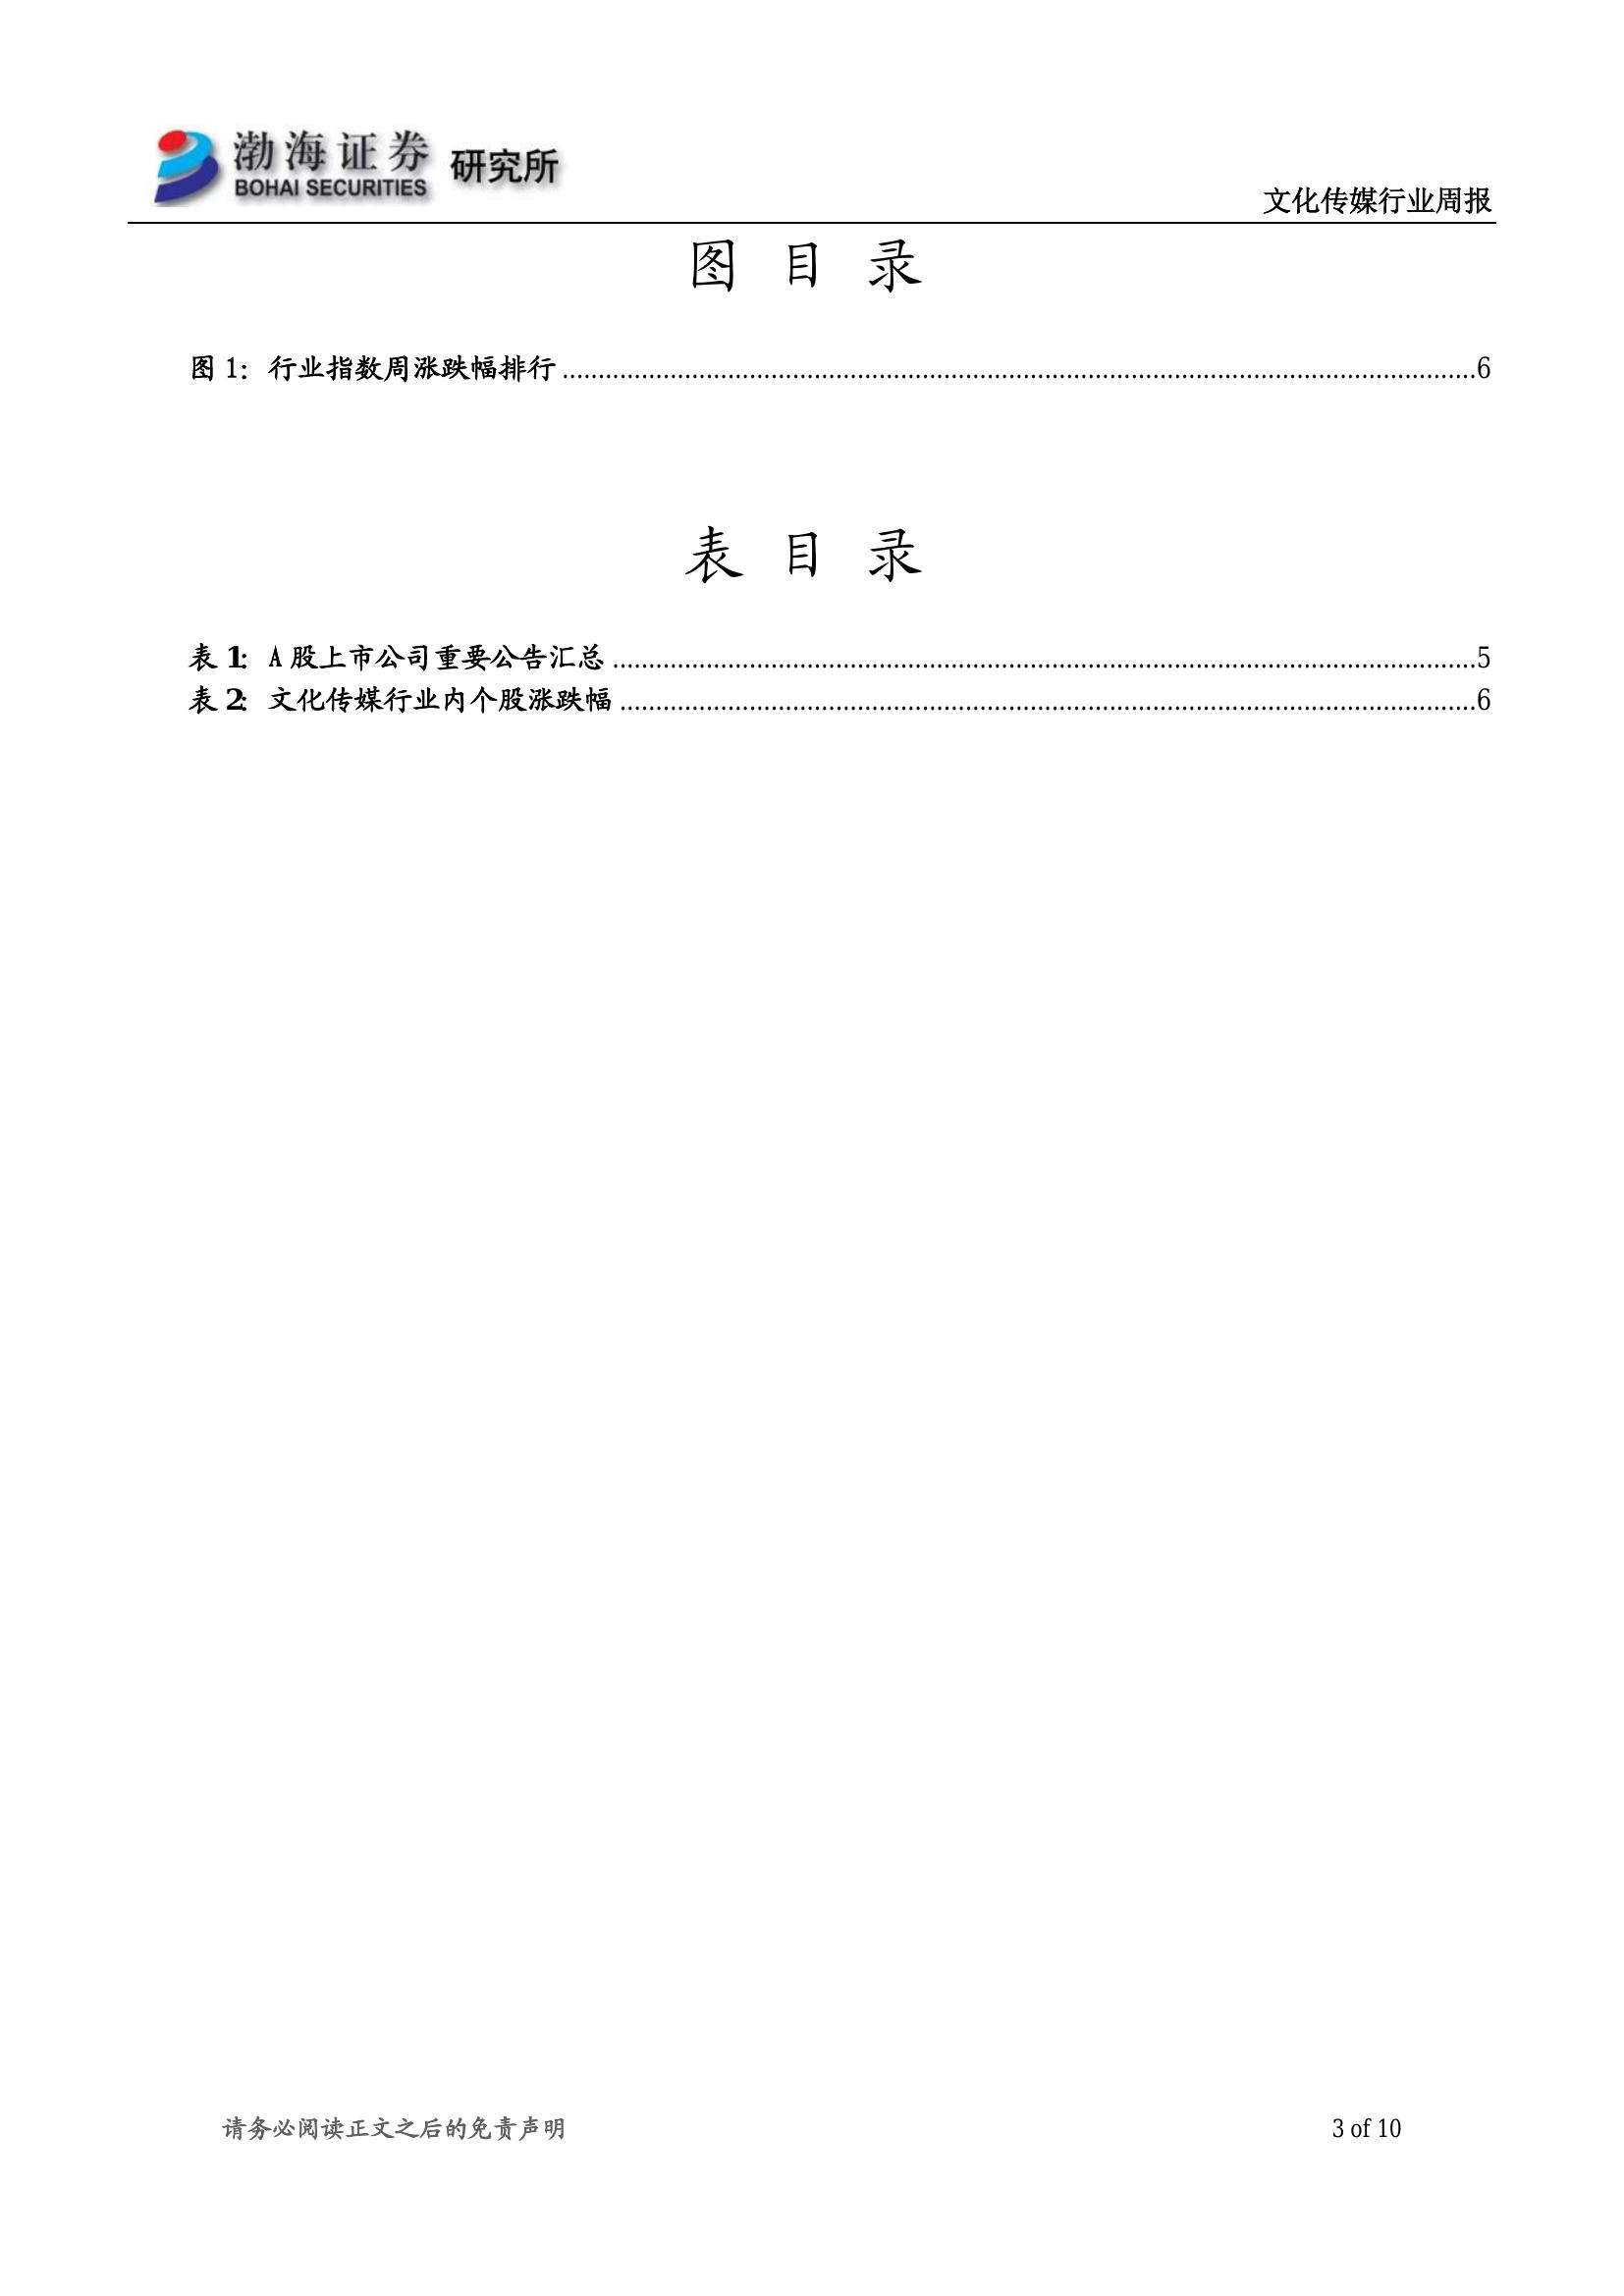 渤海证券 研究所
BOHAI SECURITIES
文化传媒行业周报
图 目 录
图 1: 行业指数周涨跌幅排行................................................................................................................................6
表 目 录
表 1: A 股上市公司重要公告汇总........................................................................................................................5
表 2: 文化传媒行业内个股涨跌幅.......................................................................................................................6
请务必阅读正文之后的免责声明 3 of 10